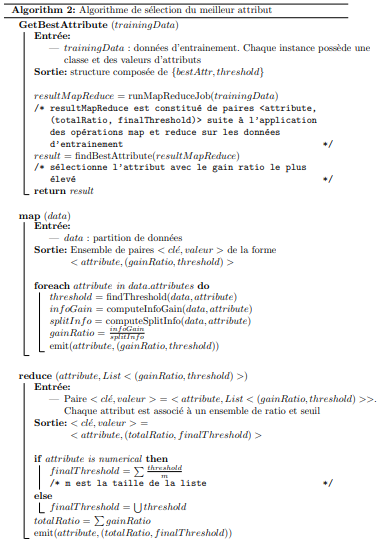 Algorithme 2: Algorithme de sélection du meilleur attribut
GetBestAttribute (trainingData)
Entrée:
— trainingData : données d'entrainement. Chaque instance possède une
classe et des valeurs d'attributs
Sortie: structure composée de {bestAttr, threshold}
resultMapReduce = runMapReduceJob(trainingData)
/* resultMapReduce est constitué de paires <attribute,
(totalRatio, finalThreshold)> suite à l'application
des opérations map et reduce sur les données
d'entrainement */
result = findBestAttribute(resultMapReduce)
/* sélectionne l'attribut avec le gain ratio le plus
élevé */
return result
map (data)
Entrée:
— data : partition de données
Sortie: Ensemble de paires < clé, valeur > de la forme
< attribute, (gainRatio, threshold) >
foreach attribute in data.attributes do
threshold = findThreshold(data, attribute)
infoGain = computeInfoGain(data, attribute)
splitInfo = computeSplitInfo(data, attribute)
gainRatio = infoGain/splitInfo
emit(attribute, (gainRatio, threshold))
reduce (attribute, List < (gainRatio, threshold) >)
Entrée:
— Paire < clé, valeur > = < attribute, List < (gainRatio, threshold) >>.
Chaque attribut est associé à un ensemble de ratio et seuil
Sortie: < clé, valeur > =
< attribute, (totalRatio, finalThreshold) >
if attribute is numerical then
finalThreshold = ∑ threshold/m
/* m est la taille de la liste */
else
finalThreshold = ⋃ threshold
totalRatio = ∑ gainRatio
emit(attribute, (totalRatio, finalThreshold))